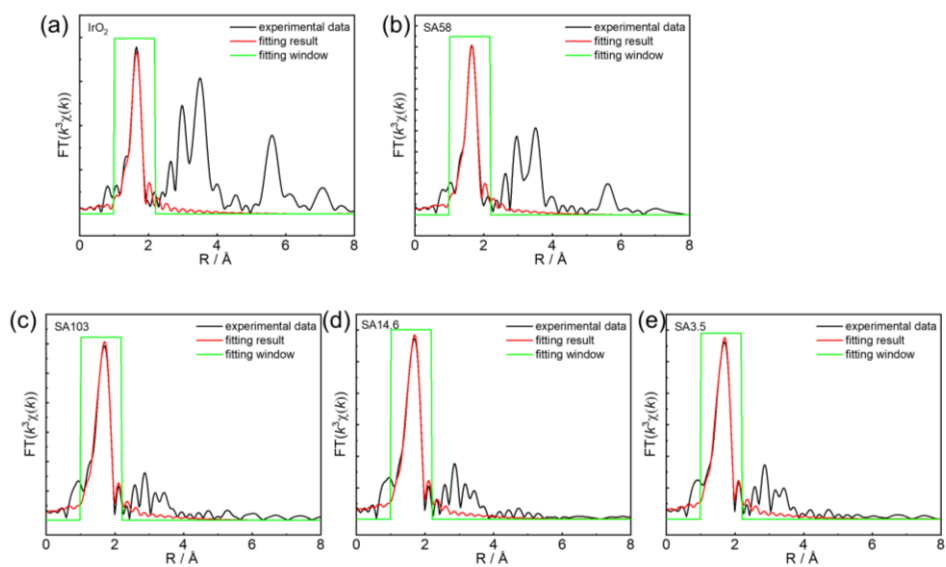 (a)
IrO₂
experimental data
fitting result
fitting window
FT(k³χ(k))
0 2 4 6 8
R / Å
(b)
SA58
experimental data
fitting result
fitting window
FT(k³χ(k))
0 2 4 6 8
R / Å
(c)
SA103
experimental data
fitting result
fitting window
FT(k³χ(k))
0 2 4 6 8
R / Å
(d)
SA14.6
experimental data
fitting result
fitting window
FT(k³χ(k))
0 2 4 6 8
R / Å
(e)
SA3.5
experimental data
fitting result
fitting window
FT(k³χ(k))
0 2 4 6 8
R / Å